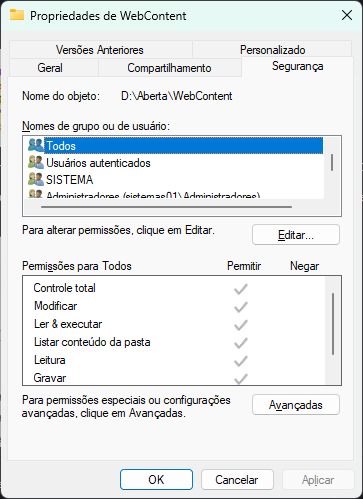 Propriedades de WebContent
Versões Anteriores Personalizado
Geral Compartilhamento Segurança
Nome do objeto: D:\Aberta\WebContent
Nomes de grupo ou de usuário:
Todos
Usuários autenticados
SISTEMA
Administradores (sistemas01\Administradores)
Para alterar permissões, clique em Editar.
Editar...
Permissões para Todos Permitir Negar
Controle total
Modificar
Ler & executar
Listar conteúdo da pasta
Leitura
Gravar
Para permissões especiais ou configurações
avançadas, clique em Avançadas.
Avançadas
OK Cancelar Aplicar